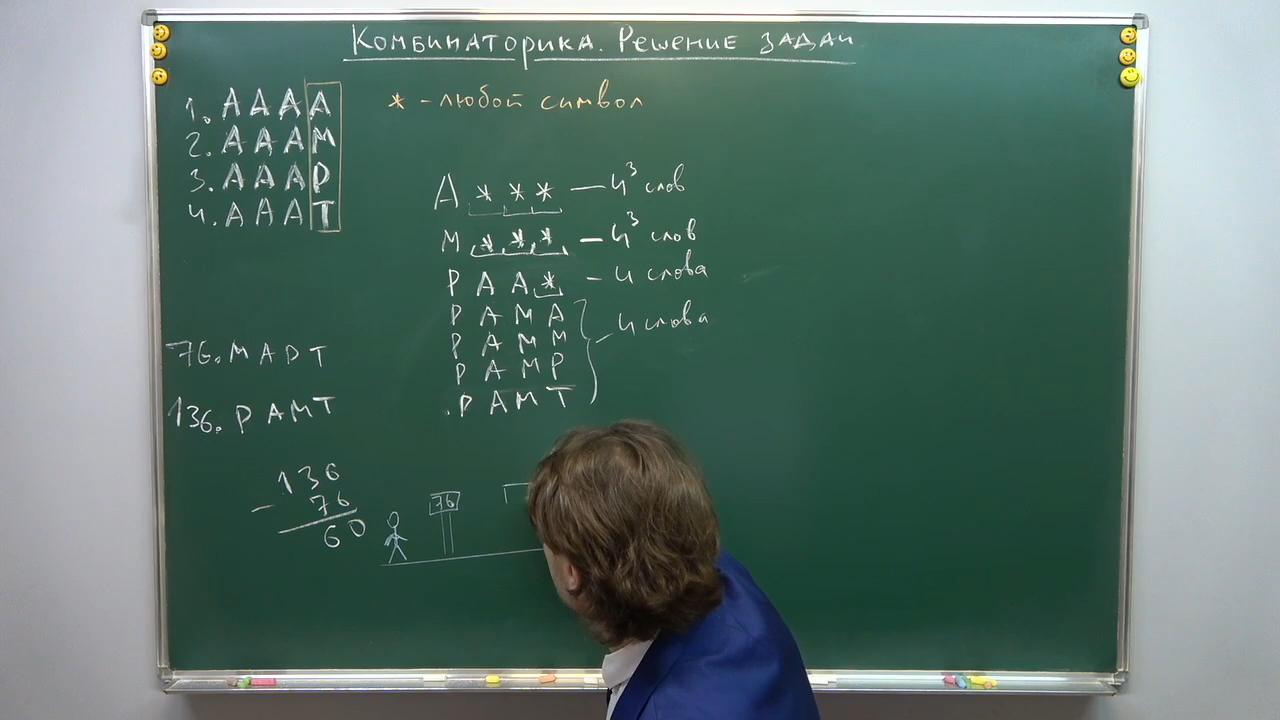 Комбинаторика. Решение задач
1. А А А А
2. А А А М
3. А А А Р
4. А А А Т
* - любой символ
А * * * — 4³ слов
М * * * — 4³ слов
Р А А * - 4 слова
Р А М А
Р А М М
Р А М Р
Р А М Т
- 4 слова
76. М А Р Т
136. Р А М Т
136
- 76
60
76